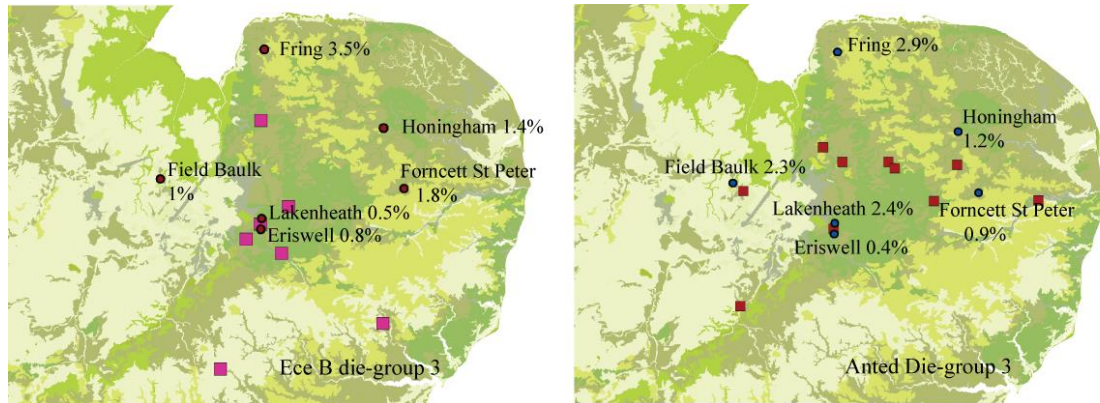 Fring 3.5%
Honingham 1.4%
Field Baulk
1%
Forncett St Peter
1.8%
Lakenheath 0.5%
Eriswell 0.8%
Ece B die-group 3
Fring 2.9%
Honingham
1.2%
Field Baulk 2.3%
Lakenheath 2.4%
Forncett St Peter
0.9%
Eriswell 0.4%
Anted Die-group 3